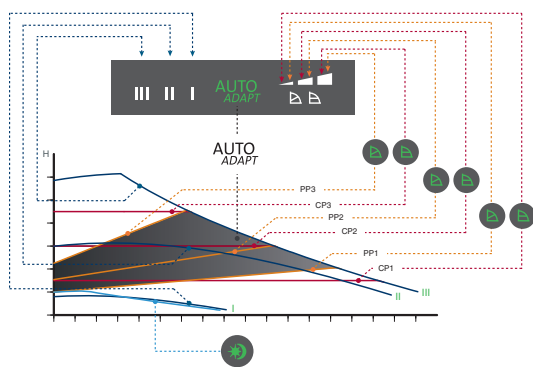 III II I AUTO
ADAPT
AUTO
ADAPT
H
PP3
CP3
PP2
CP2
PP1
CP1
III
II
I